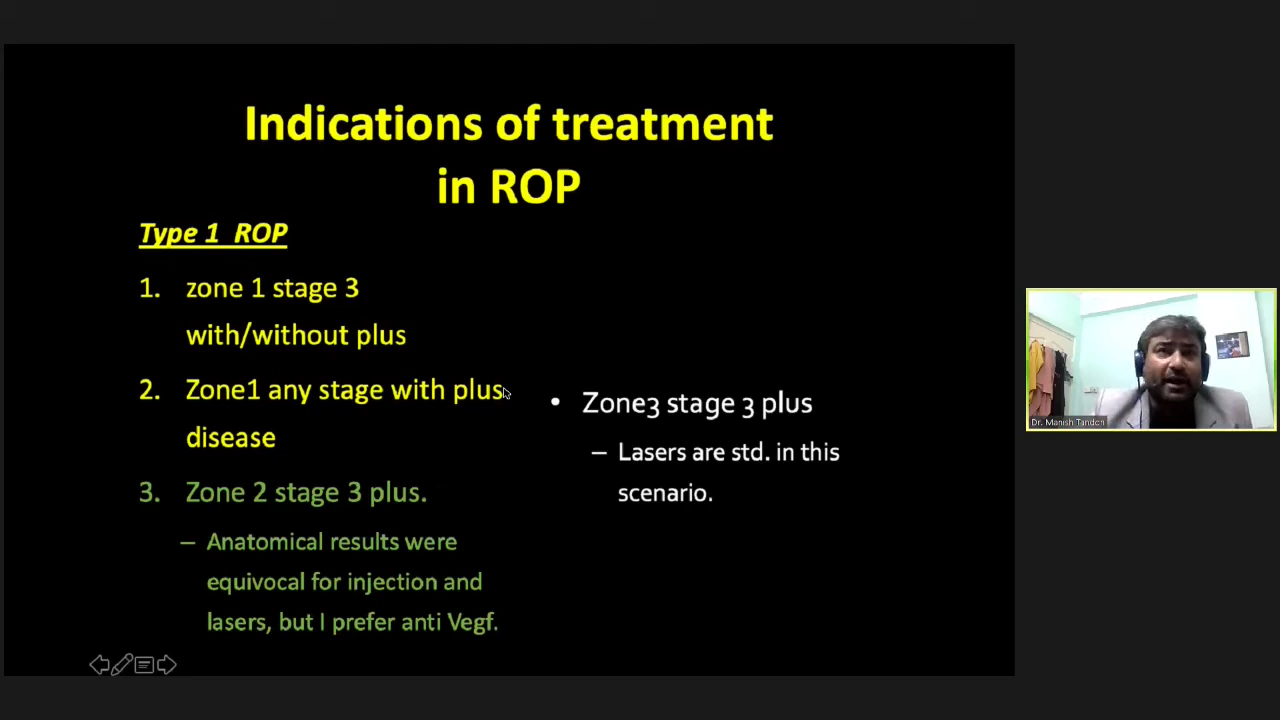 Indications of treatment
in ROP
Type 1 ROP
1. zone 1 stage 3
with/without plus
2. Zone1 any stage with plus
disease
3. Zone 2 stage 3 plus.
– Anatomical results were
equivocal for injection and
lasers, but I prefer anti Vegf.
• Zone3 stage 3 plus
– Lasers are std. in this
scenario.
Dr. Manish Tandon